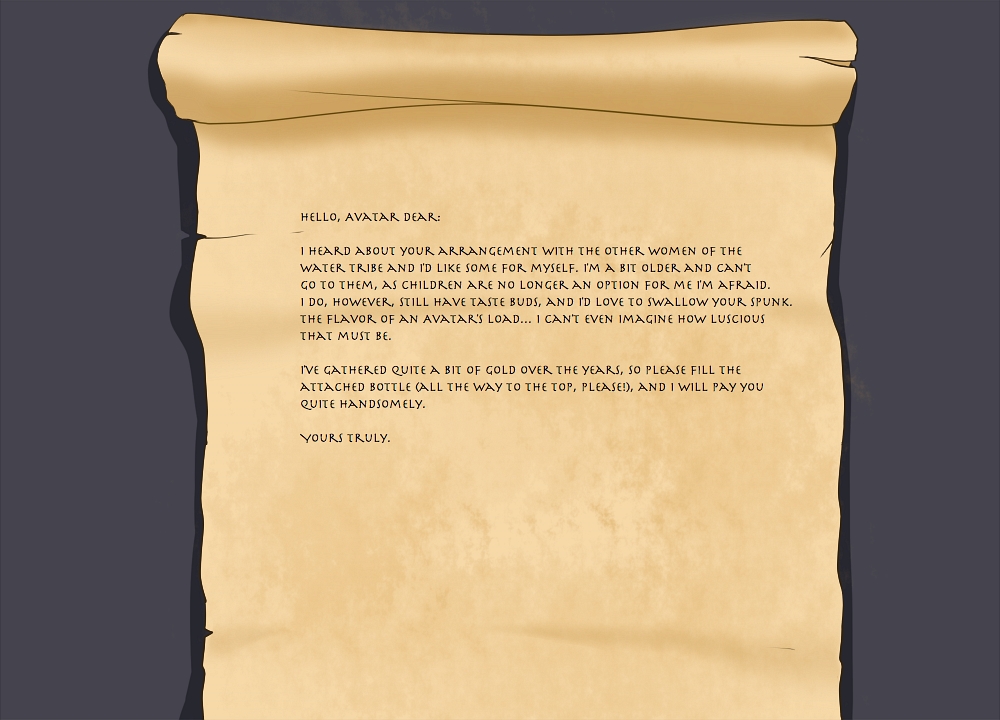 Hello, Avatar dear:
I heard about your arrangement with the other women of the
Water Tribe and I'd like some for myself. I'm a bit older and can't
go to them, as children are no longer an option for me I'm afraid.
I do, however, still have taste buds, and I'd love to swallow your spunk.
The flavor of an Avatar's load... I can't even imagine how luscious
that must be.
I've gathered quite a bit of gold over the years, so please fill the
attached bottle (all the way to the top, please!), and I will pay you
quite handsomely.
Yours truly.